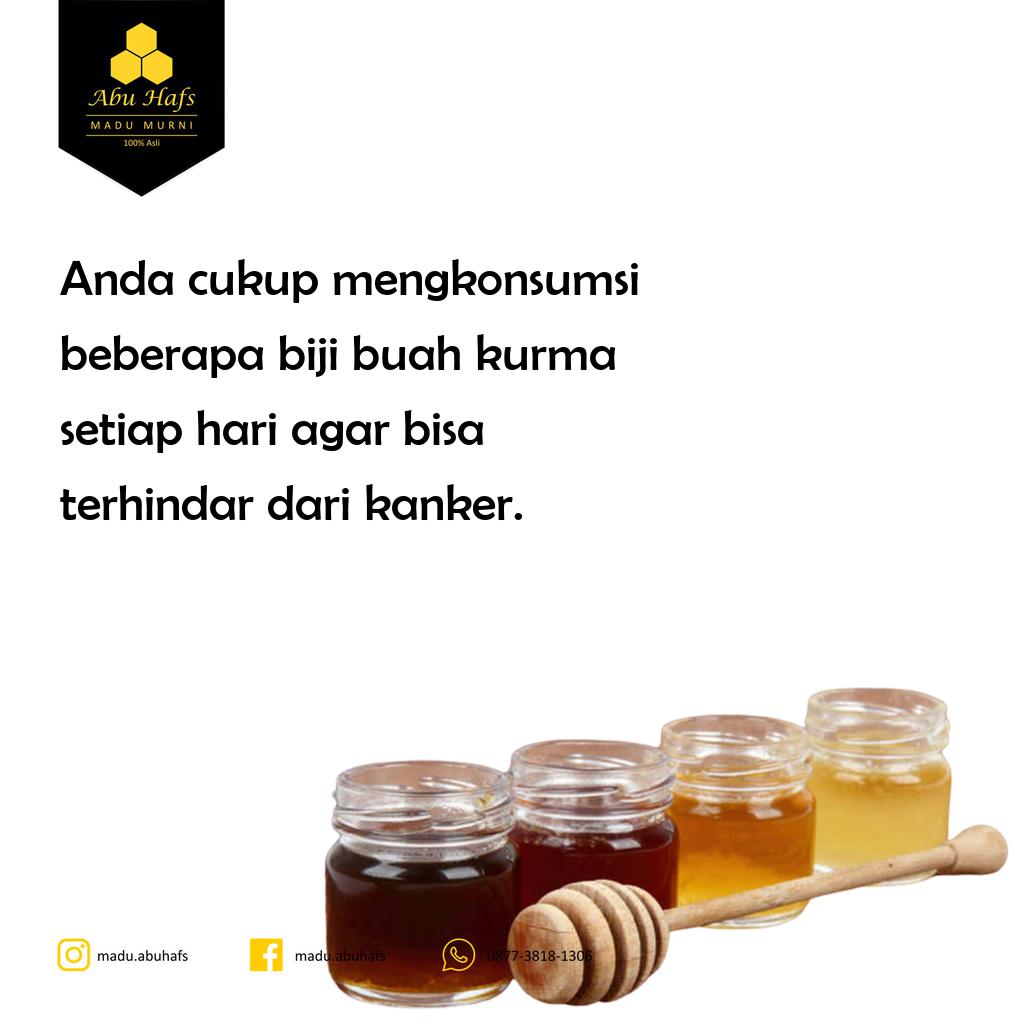 Abu Hafs
MADU MURNI
100% Asli
Anda cukup mengkonsumsi
beberapa biji buah kurma
setiap hari agar bisa
terhindar dari kanker.
madu.abuhafs
madu.abuhafs
0877-3818-1306